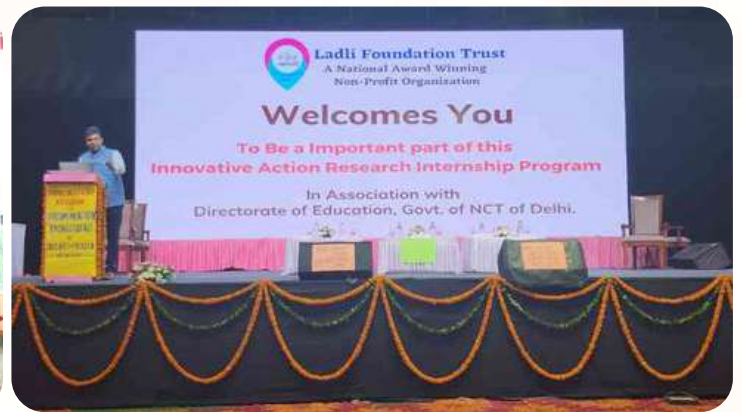 Ladli Foundation Trust
A National Award Winning
Non-Profit Organization
Welcomes You
To Be a Important part of this
Innovative Action Research Internship Program
In Association with
Directorate of Education, Govt. of NCT of Delhi.